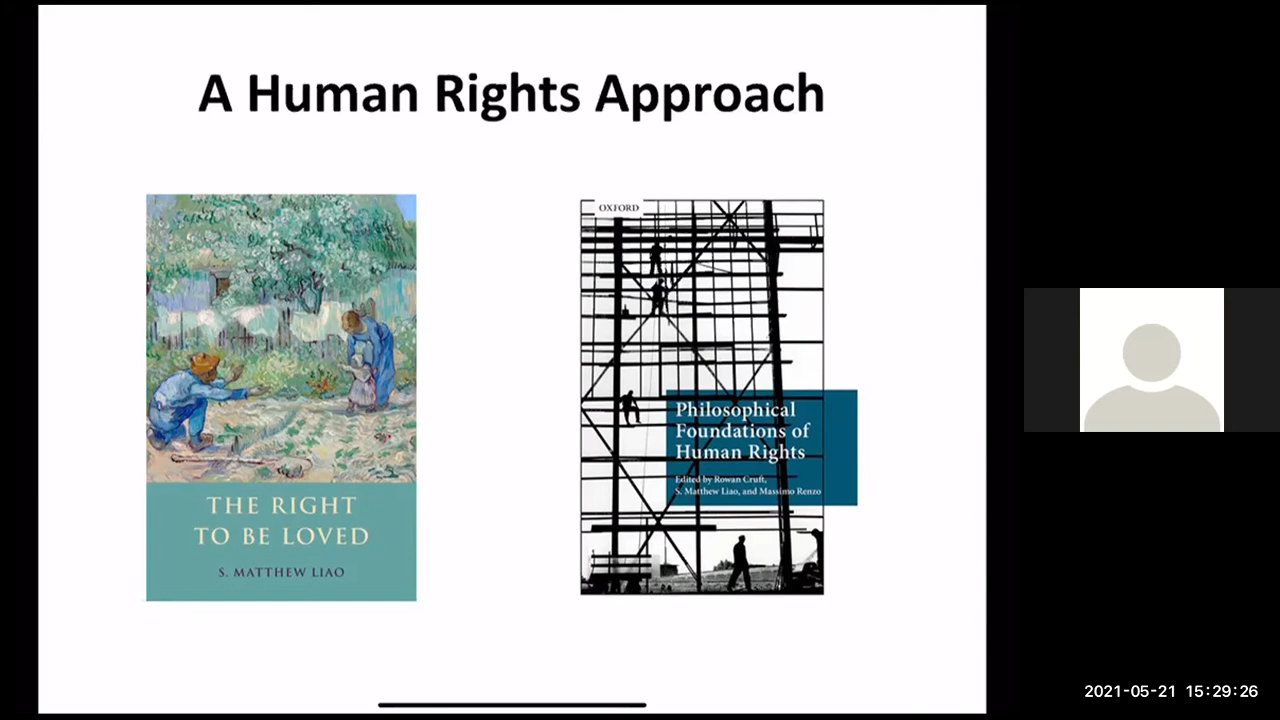 A Human Rights Approach
THE RIGHT
TO BE LOVED
S. MATTHEW LIAO
OXFORD
Philosophical
Foundations of
Human Rights
Edited by Rowan Cruft,
S. Matthew Liao, and Massimo Renzo
2021-05-21 15:29:26